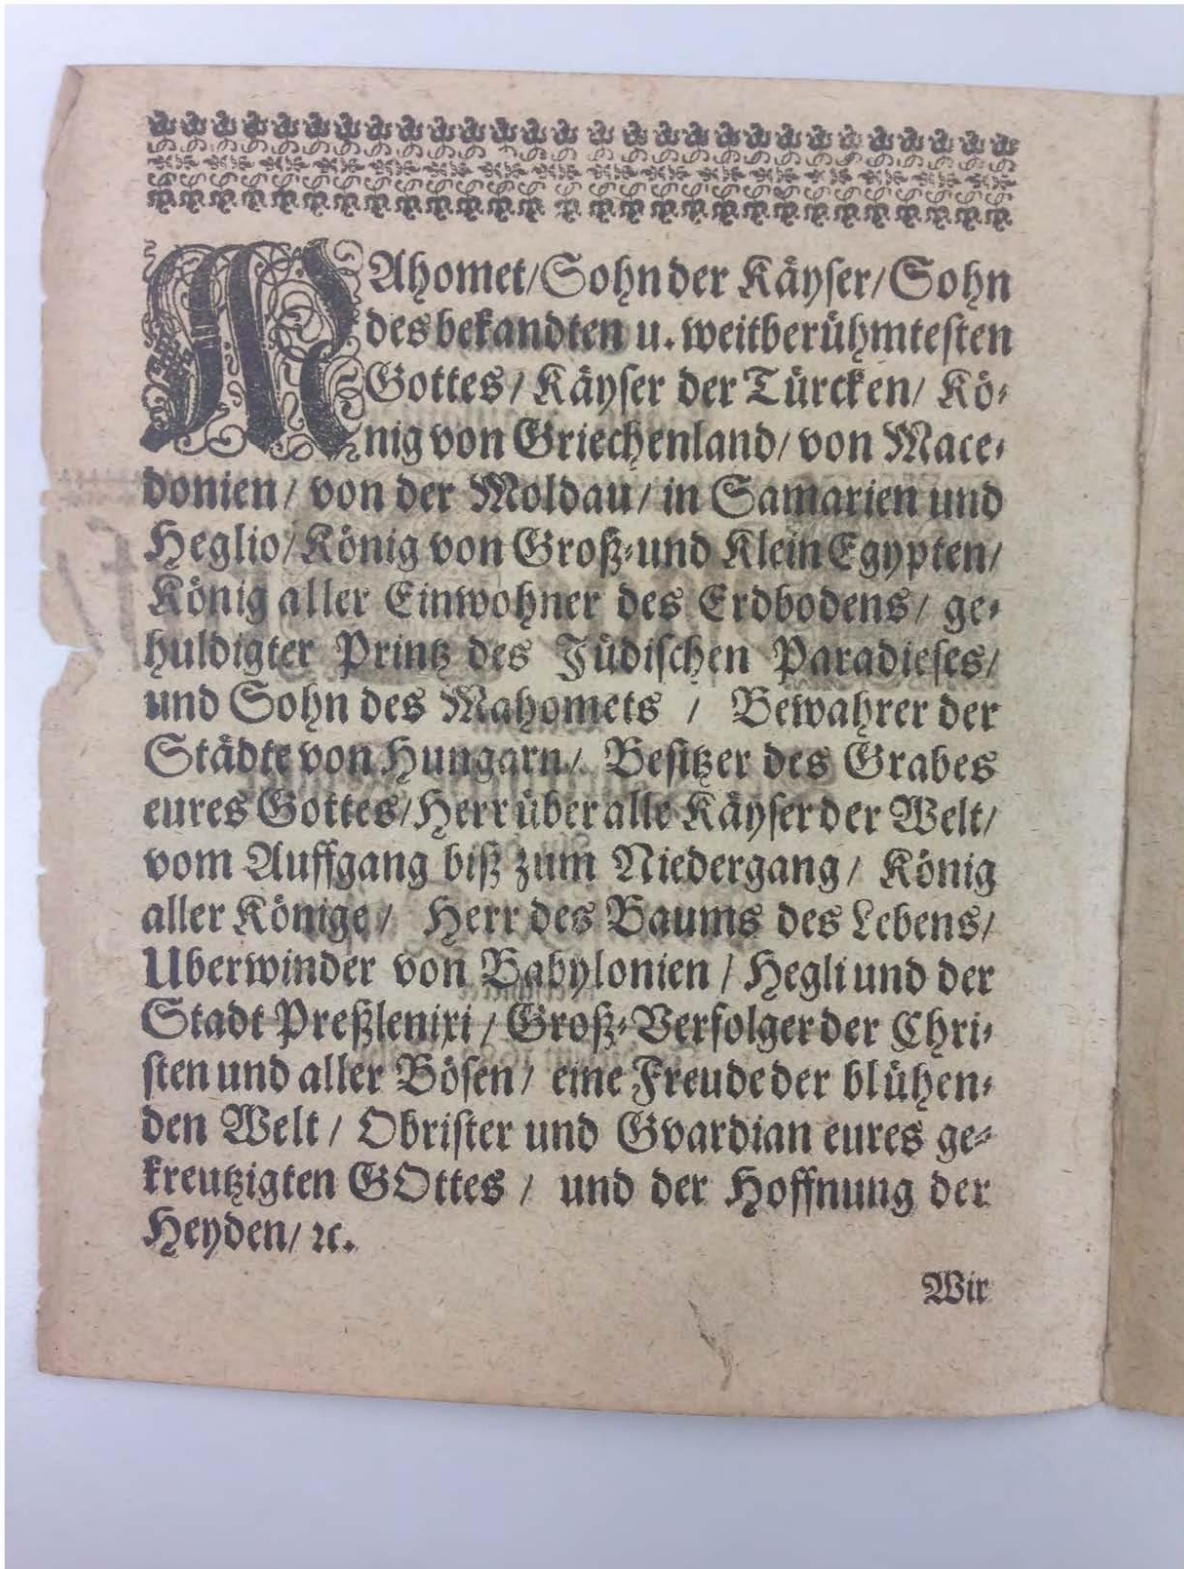 MAhomet/Sohn der Käyser/Sohn
des bekandten u. weitberühmtesten
Gottes/Käyser der Türcken/Kö-
nig von Griechenland/von Mace-
donien/von der Moldau/in Samarien und
Heglio/König von Groß-und Klein Egypten/
König aller Einwohner des Erdbodens/ge-
huldigter Printz des Jüdischen Paradieses/
und Sohn des Mahomets / Bewahrer der
Städte von Hungarn/ Besitzer des Grabes
eures Gottes/Herr über alle Käyser der Welt/
vom Auffgang biß zum Niedergang/ König
aller Könige/ Herr des Baums des Lebens/
Uberwinder von Babylonien/Hegli und der
Stadt Preßleniri/Groß-Verfolger der Chri-
sten und aller Bösen/ eine Freude der blühen-
den Welt/ Obrister und Gvardian eures ge-
kreutzigten GOttes/ und der Hoffnung der
Heyden/ ꝛc.
Wir